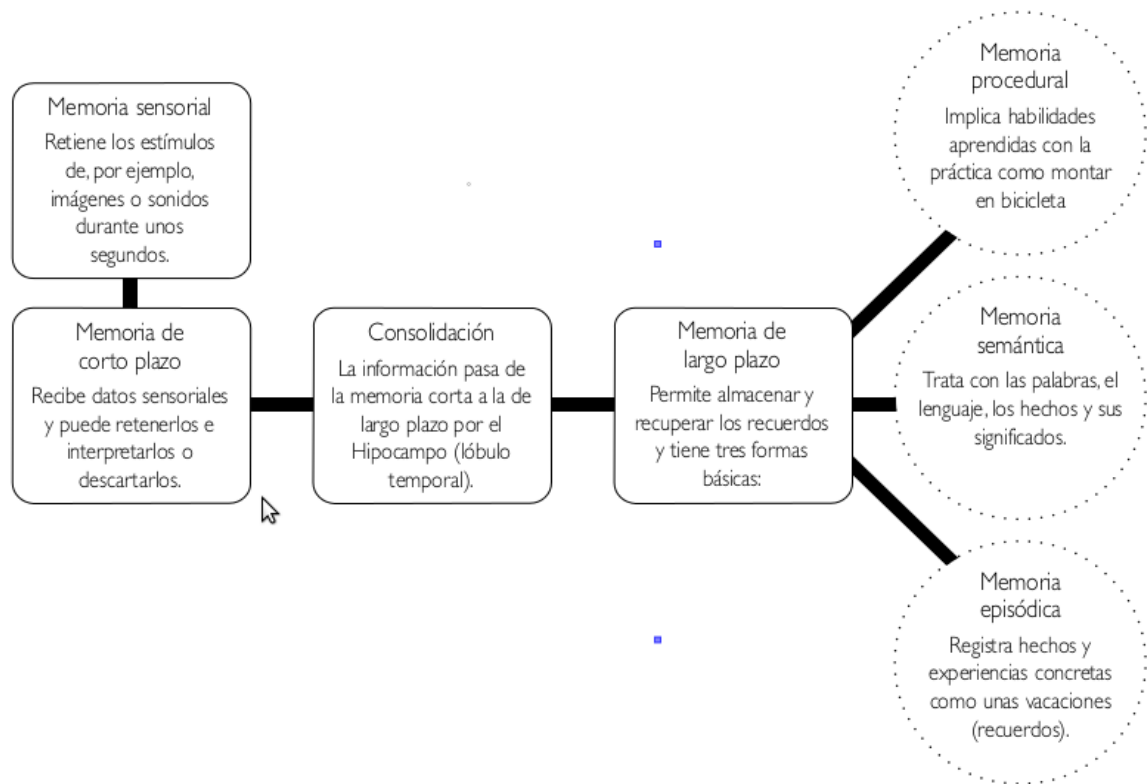 Memoria sensorial
Retiene los estímulos
de, por ejemplo,
imágenes o sonidos
durante unos
segundos.
Memoria de
corto plazo
Recibe datos sensoriales
y puede retenerlos e
interpretarlos o
descartarlos.
Consolidación
La información pasa de
la memoria corta a la de
largo plazo por el
Hipocampo (lóbulo
temporal).
Memoria de
largo plazo
Permite almacenar y
recuperar los recuerdos
y tiene tres formas
básicas:
Memoria
procedural
Implica habilidades
aprendidas con la
práctica como montar
en bicicleta
Memoria
semántica
Trata con las palabras, el
lenguaje, los hechos y sus
significados.
Memoria
episódica
Registra hechos y
experiencias concretas
como unas vacaciones
(recuerdos).